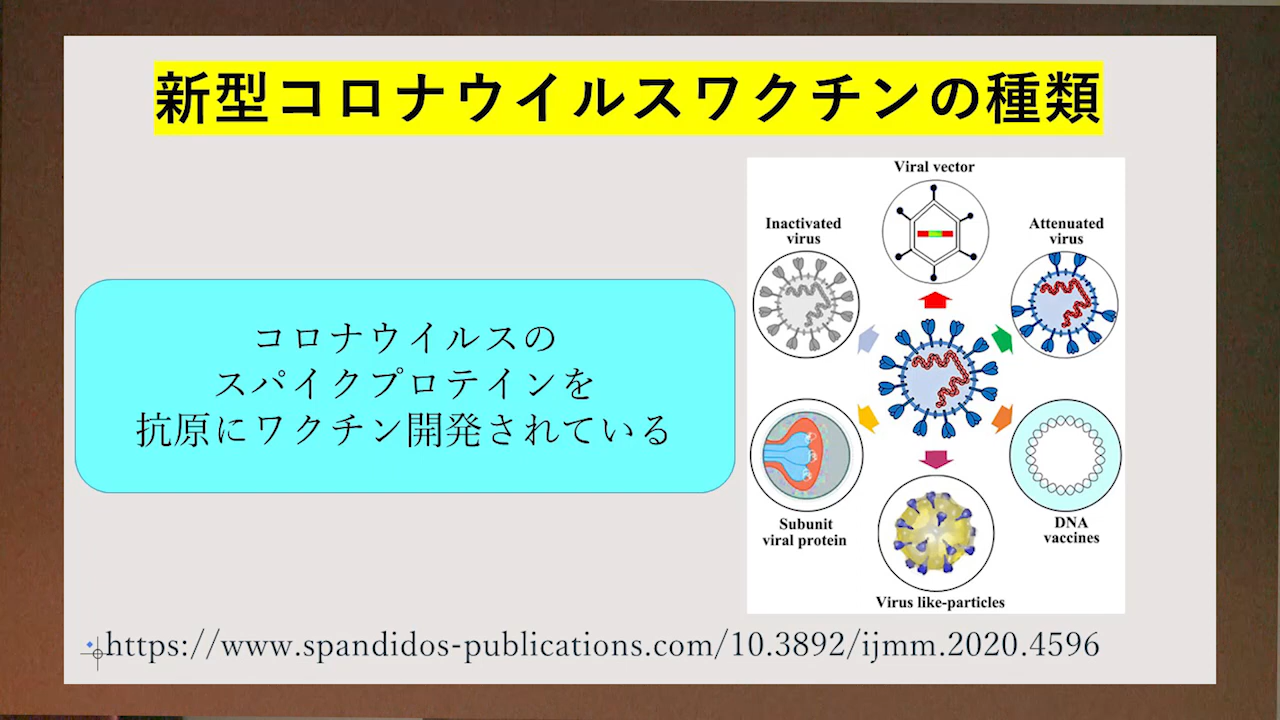 新型コロナウイルスワクチンの種類
コロナウイルスの
スパイクプロテインを
抗原にワクチン開発されている
Viral vector
Inactivated
virus
Attenuated
virus
Subunit
viral protein
DNA
vaccines
Virus like-particles
https://www.spandidos-publications.com/10.3892/ijmm.2020.4596